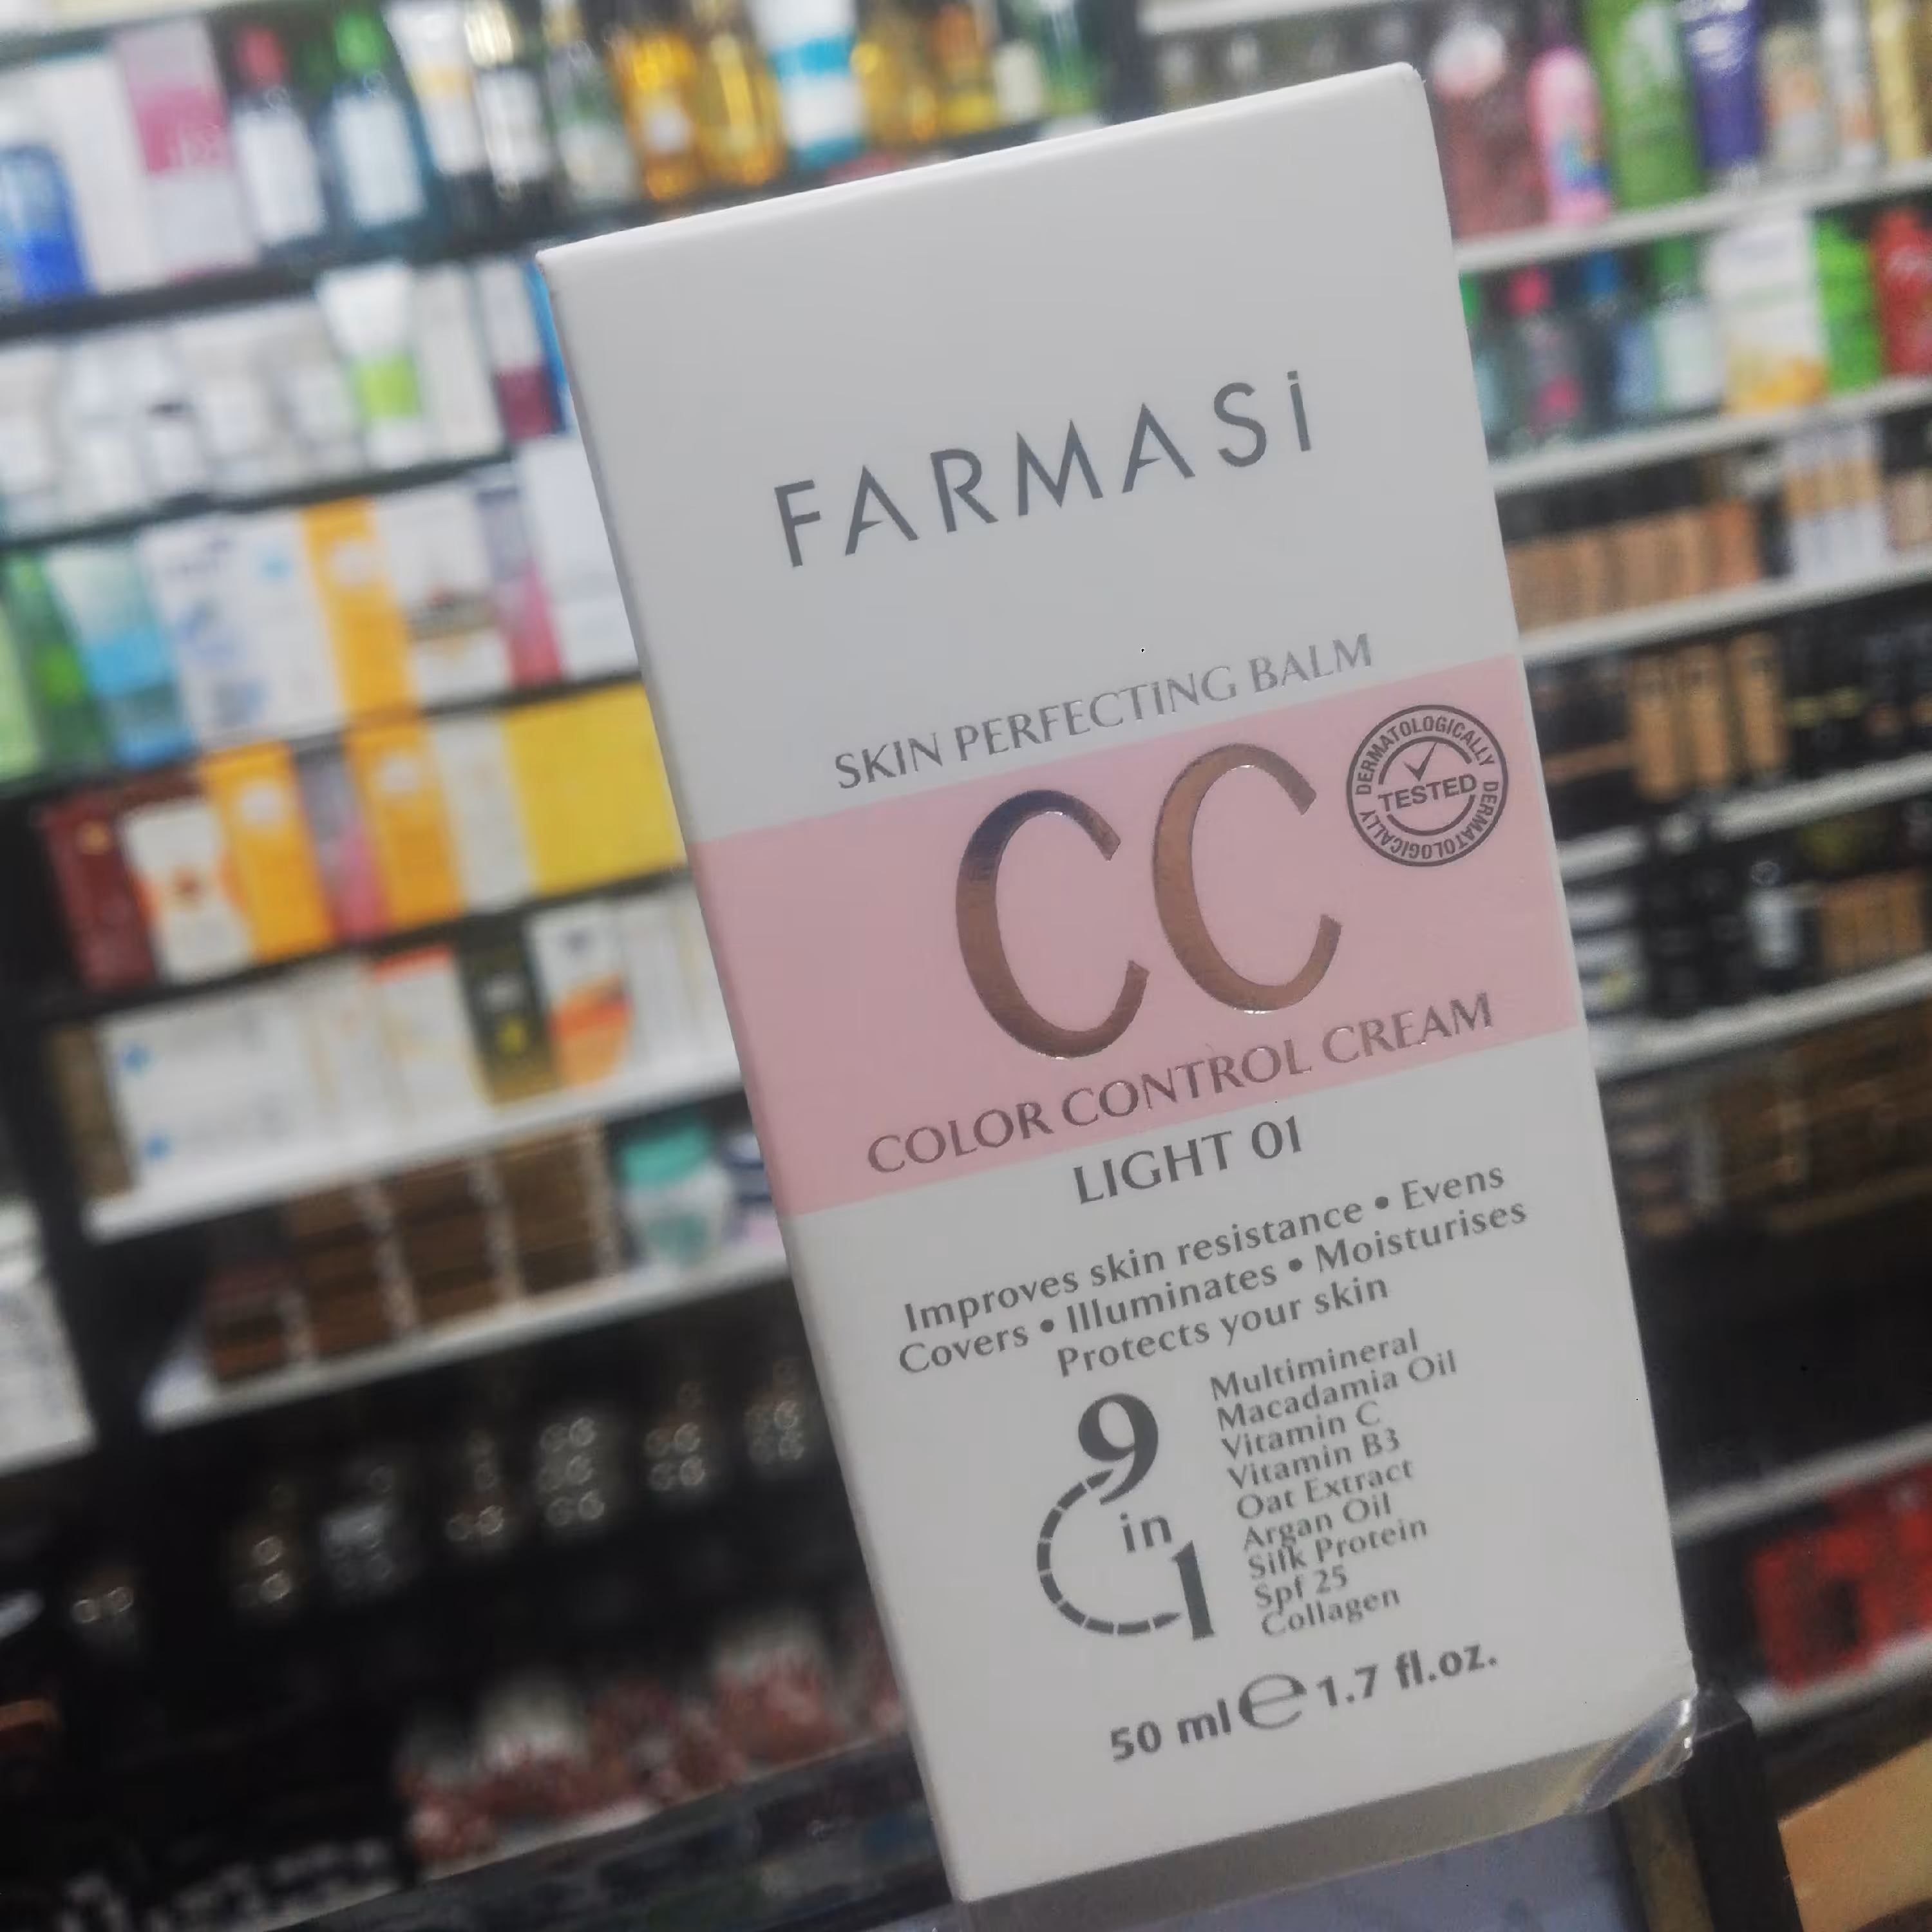 FARMASi
SKIN PERFECTING BALM
CC
DERMATOLOGICALLY
TESTED
DERMATOLOGICALLY
COLOR CONTROL CREAM
LIGHT 01
Improves skin resistance • Evens
Covers • Illuminates • Moisturises
Protects your skin
9 in 1
Multimineral
Macadamia Oil
Vitamin C
Vitamin B3
Oat Extract
Argan Oil
Silk Protein
Spf 25
Collagen
50 ml e 1.7 fl.oz.